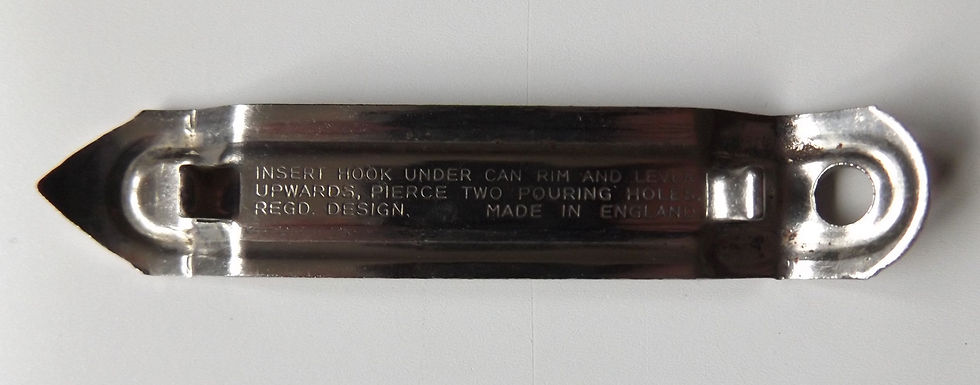 INSERT HOOK UNDER CAN RIM AND LEVER
UPWARDS, PIERCE TWO POURING HOLES.
REGD. DESIGN. MADE IN ENGLAND